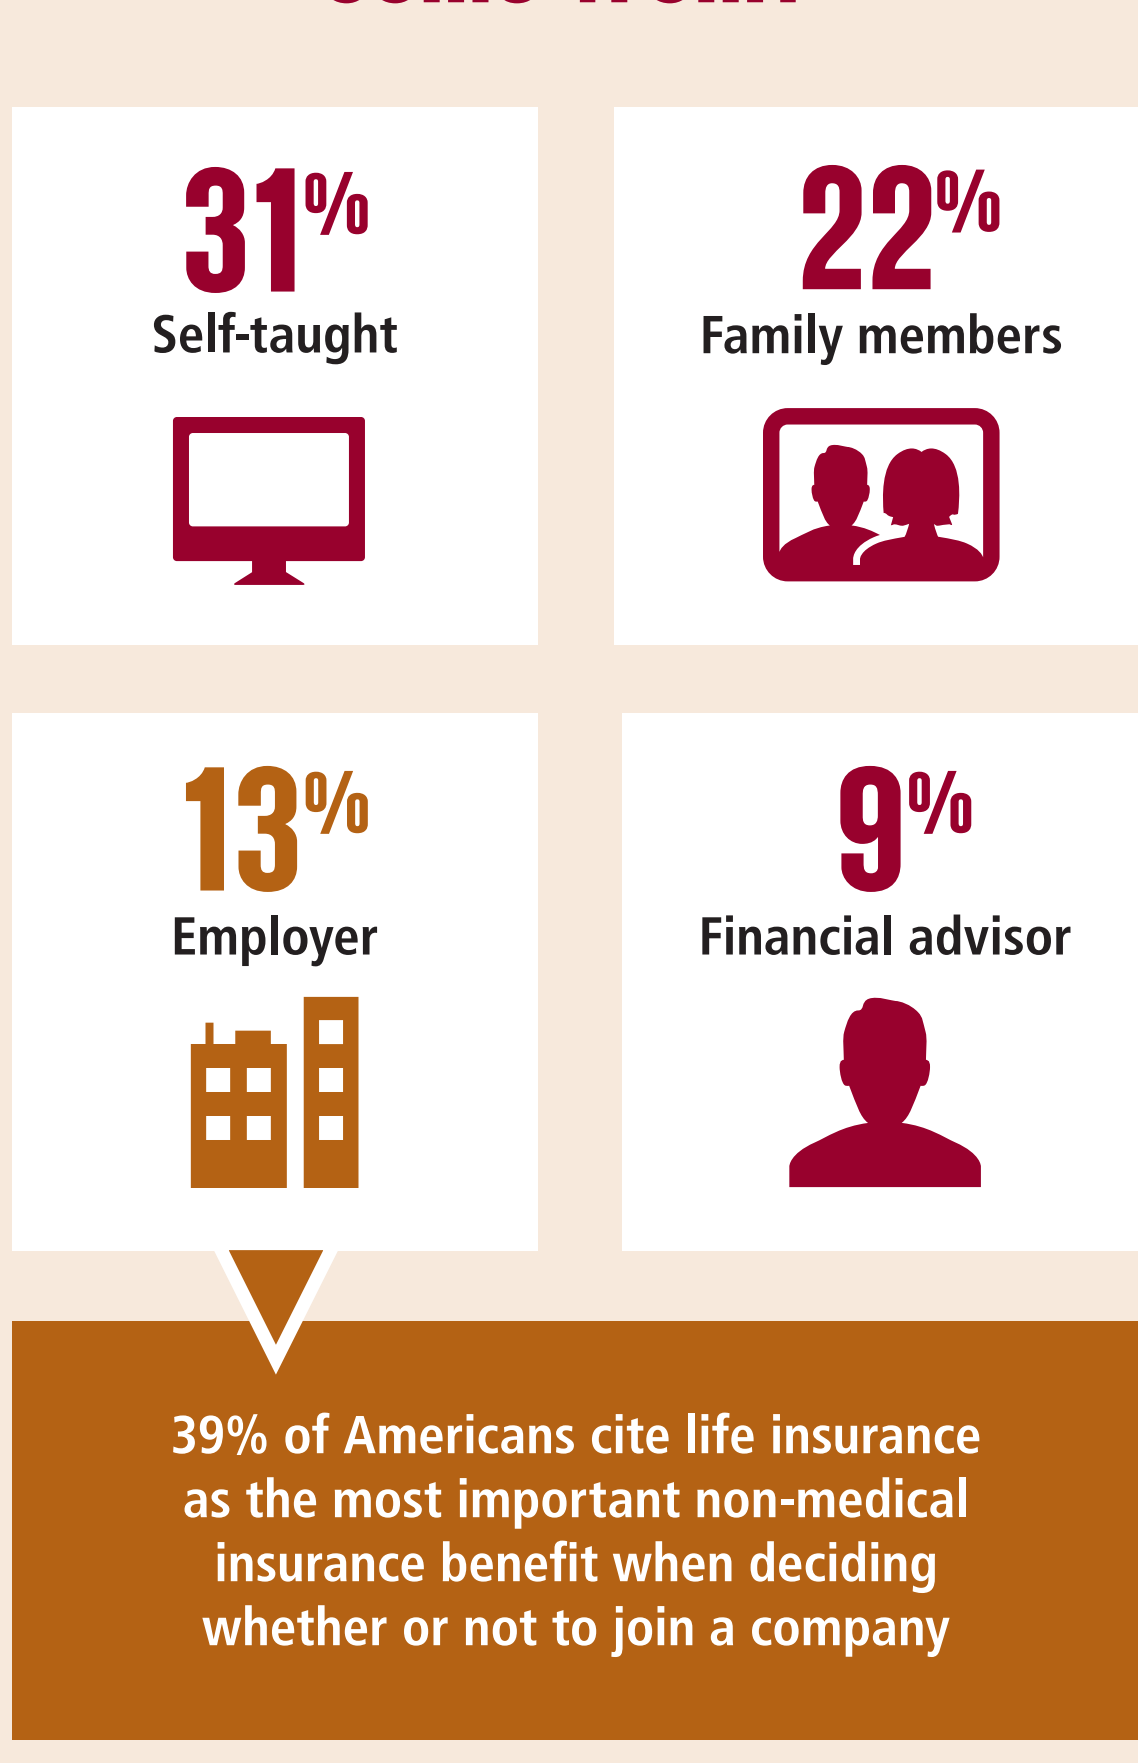 31%
Self-taught
22%
Family members
13%
Employer
9%
Financial advisor
39% of Americans cite life insurance
as the most important non-medical
insurance benefit when deciding
whether or not to join a company